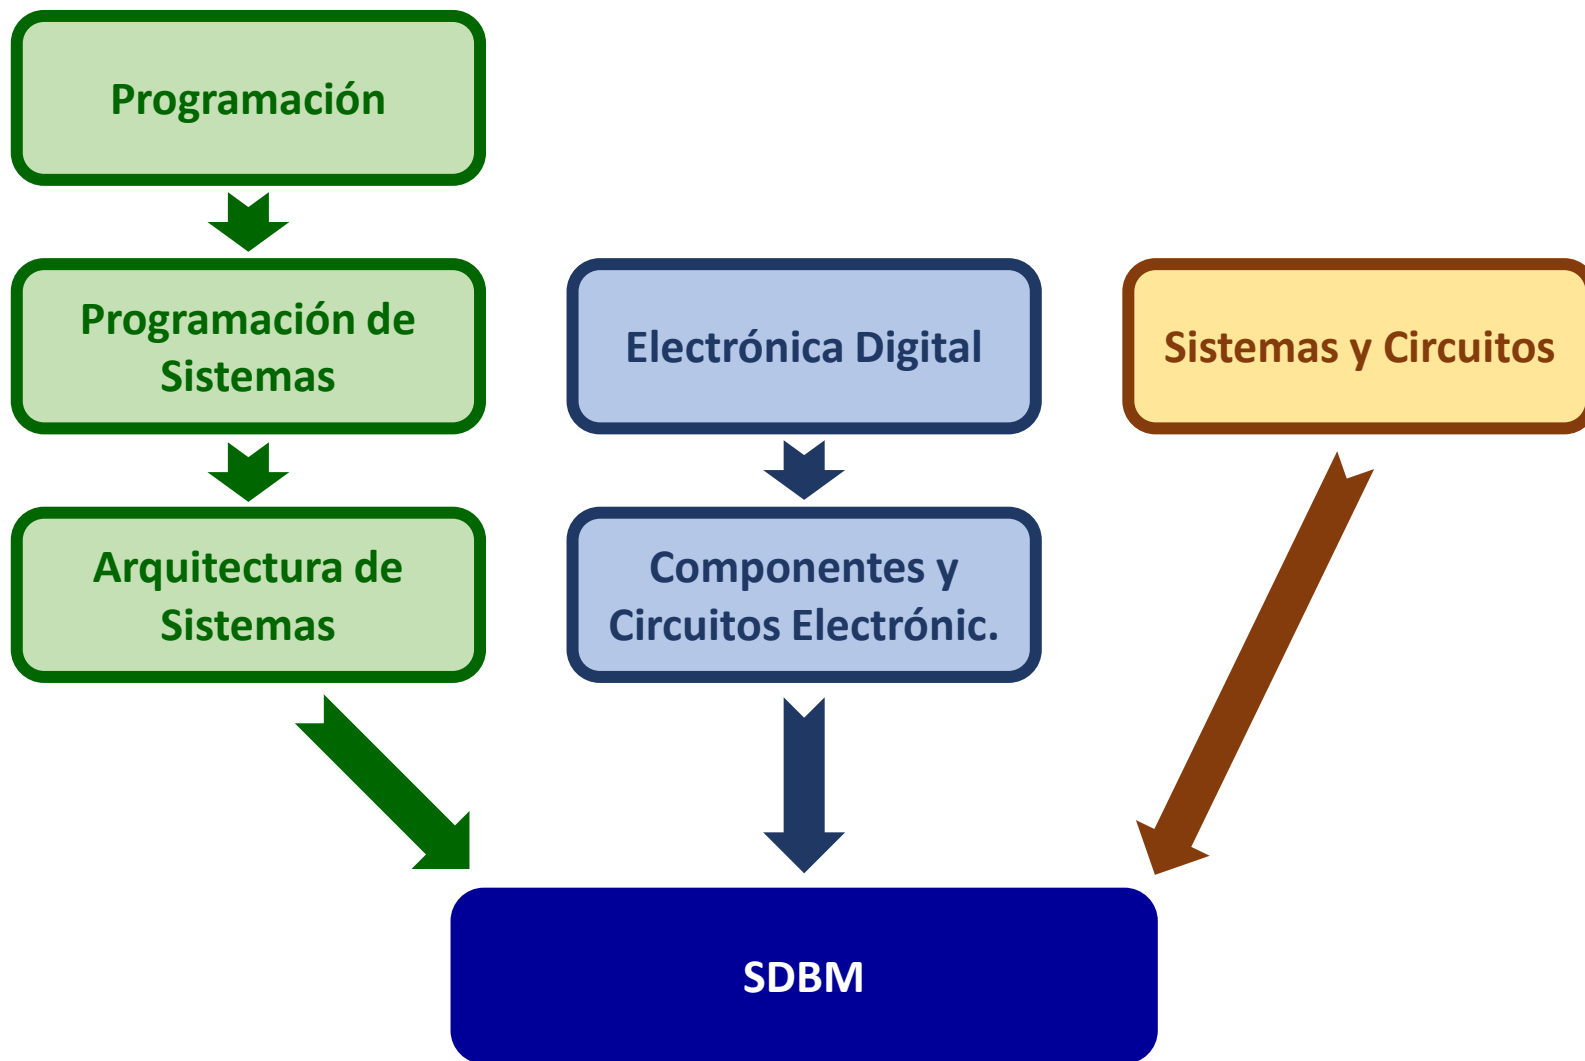 Programación
Programación de
Sistemas
Electrónica Digital
Sistemas y Circuitos
Arquitectura de
Sistemas
Componentes y
Circuitos Electrónic.
SDBM